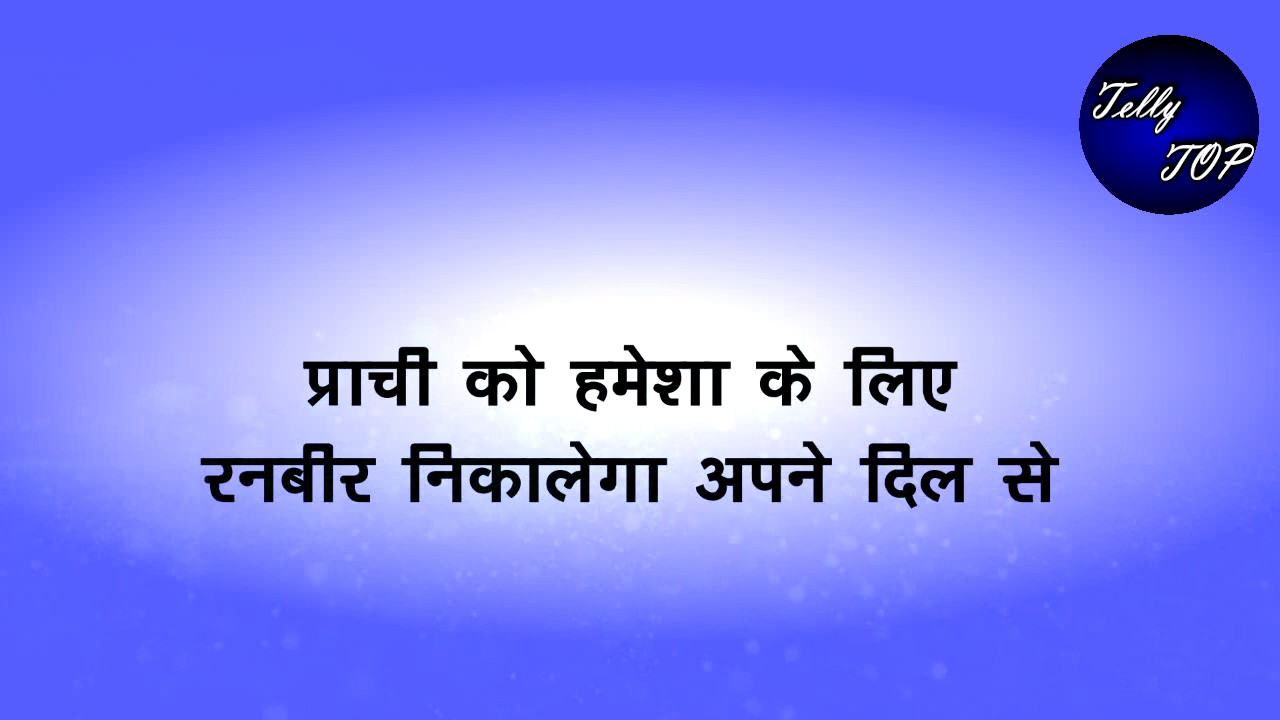 Telly
TOP
प्राची को हमेशा के लिए
रनबीर निकालेगा अपने दिल से